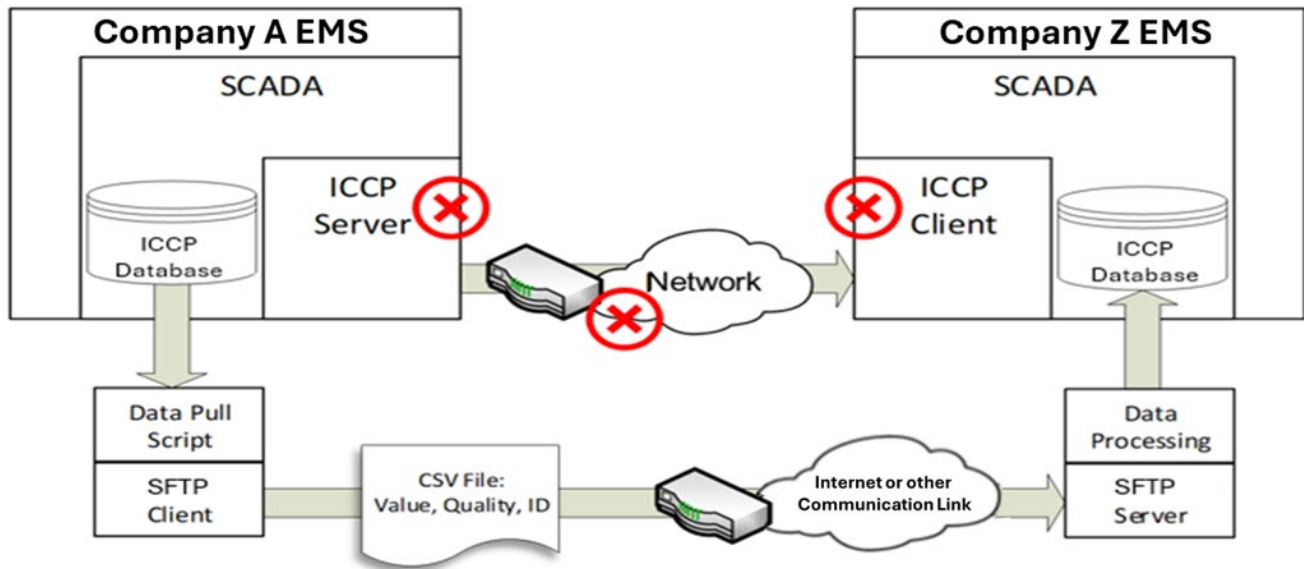 Company A EMS
SCADA
ICCP
Server
ICCP
Database
Network
Company Z EMS
SCADA
ICCP
Client
ICCP
Database
Data Pull
Script
SFTP
Client
CSV File:
Value, Quality, ID
Internet or other
Communication Link
Data
Processing
SFTP
Server